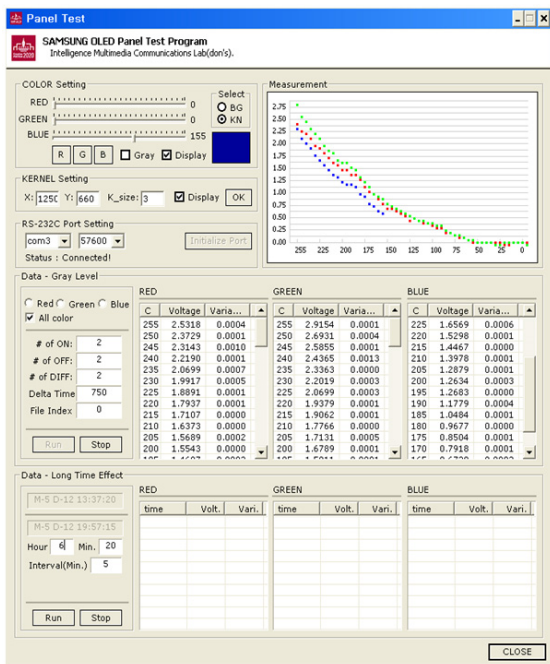 Panel Test
SAMSUNG OLED Panel Test Program
Intelligence Multimedia Communications Lab(don's).
COLOR Setting
RED 0
GREEN 0
BLUE 155
Select
BG
KN
R G B Gray Display
KERNEL Setting
X: 125( Y: 660 K_size: 3 Display OK
RS-232C Port Setting
com3 57600 Initialize Port
Status : Connected!
Measurement
2.75
2.50
2.25
2.00
1.75
1.50
1.25
1.00
0.75
0.50
0.25
0.00
255 225 200 175 150 125 100 75 50 25 0
Data - Gray Level
Red Green Blue
All color
# of ON: 2
# of OFF: 2
# of DIFF: 2
Delta Time 750
File Index 0
Run Stop
RED
C Voltage Varia...
255 2.5318 0.0004
250 2.3729 0.0001
245 2.3143 0.0010
240 2.2190 0.0001
235 2.0699 0.0007
230 1.9917 0.0005
225 1.8891 0.0001
220 1.7937 0.0001
215 1.7107 0.0000
210 1.6373 0.0000
205 1.5689 0.0002
200 1.5543 0.0000
GREEN
C Voltage Varia...
255 2.9154 0.0001
250 2.6931 0.0004
245 2.5855 0.0001
240 2.4365 0.0013
235 2.3363 0.0000
230 2.2019 0.0003
225 2.0699 0.0003
220 1.9379 0.0001
215 1.9062 0.0001
210 1.7766 0.0000
205 1.7131 0.0005
200 1.6789 0.0001
BLUE
C Voltage Varia...
225 1.6569 0.0006
220 1.5298 0.0001
215 1.4467 0.0000
210 1.3978 0.0001
205 1.2879 0.0001
200 1.2634 0.0003
195 1.2683 0.0000
190 1.1779 0.0004
185 1.0484 0.0001
180 0.9677 0.0000
175 0.8504 0.0001
170 0.7918 0.0001
Data - Long Time Effect
M-5 D-12 13:37:20
M-5 D-12 19:57:15
Hour 6 Min. 20
Interval(Min.) 5
Run Stop
RED
time Volt. Vari.
GREEN
time Volt. Vari.
BLUE
time Volt. Vari.
CLOSE